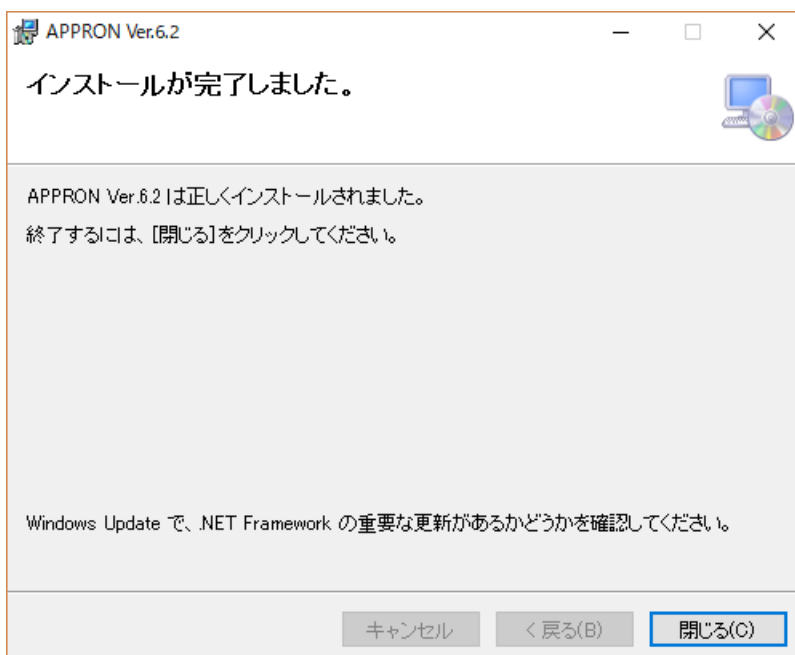 APPRON Ver.6.2
インストールが完了しました。
APPRON Ver.6.2 は正しくインストールされました。
終了するには、[閉じる]をクリックしてください。
Windows Update で、.NET Framework の重要な更新があるかどうかを確認してください。
キャンセル
< 戻る(B)
閉じる(C)